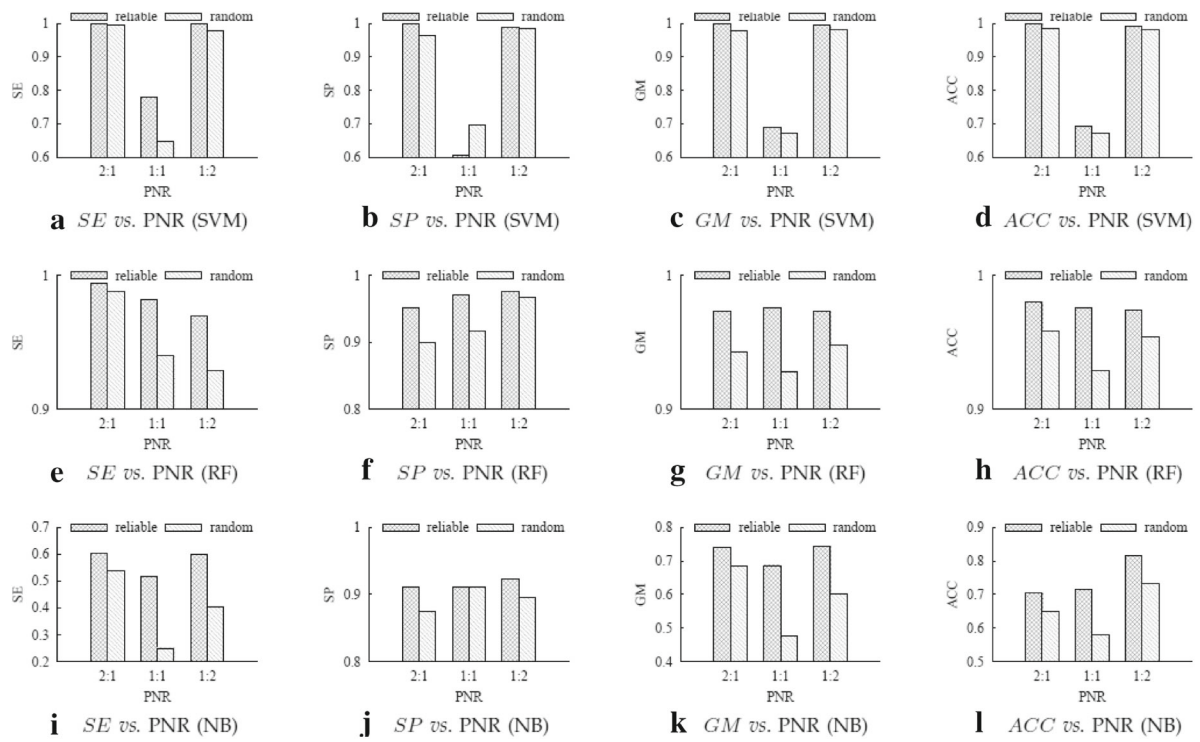 reliable random
1
0.9
0.8
0.7
0.6
SE
2:1 1:1 1:2
PNR
a SE vs. PNR (SVM)
reliable random
1
0.9
0.8
0.7
0.6
SP
2:1 1:1 1:2
PNR
b SP vs. PNR (SVM)
reliable random
1
0.9
0.8
0.7
0.6
GM
2:1 1:1 1:2
PNR
c GM vs. PNR (SVM)
reliable random
1
0.9
0.8
0.7
0.6
ACC
2:1 1:1 1:2
PNR
d ACC vs. PNR (SVM)
reliable random
1
0.9
SE
2:1 1:1 1:2
PNR
e SE vs. PNR (RF)
reliable random
1
0.9
0.8
SP
2:1 1:1 1:2
PNR
f SP vs. PNR (RF)
reliable random
1
0.9
GM
2:1 1:1 1:2
PNR
g GM vs. PNR (RF)
reliable random
1
0.9
ACC
2:1 1:1 1:2
PNR
h ACC vs. PNR (RF)
reliable random
0.7
0.6
0.5
0.4
0.3
0.2
SE
2:1 1:1 1:2
PNR
i SE vs. PNR (NB)
reliable random
1
0.9
0.8
SP
2:1 1:1 1:2
PNR
j SP vs. PNR (NB)
reliable random
0.8
0.7
0.6
0.5
0.4
GM
2:1 1:1 1:2
PNR
k GM vs. PNR (NB)
reliable random
0.9
0.8
0.7
0.6
0.5
ACC
2:1 1:1 1:2
PNR
l ACC vs. PNR (NB)